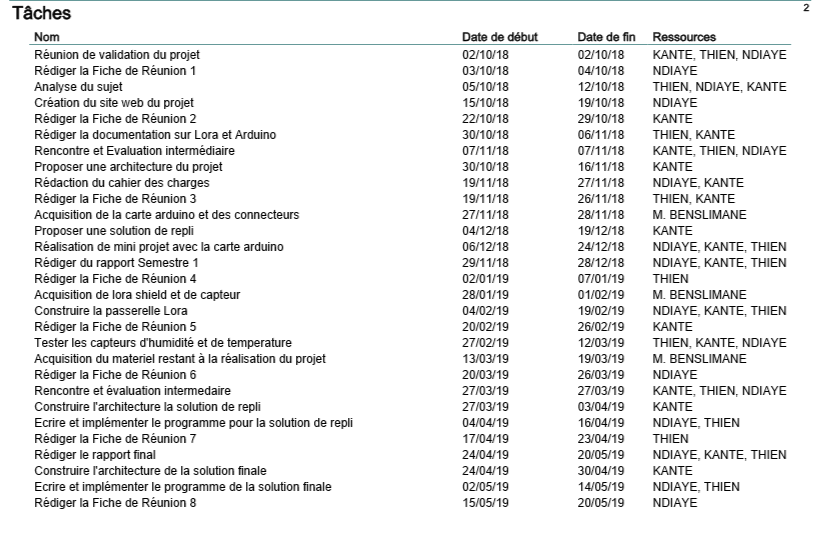 2
Tâches
Nom Date de début Date de fin Ressources
Réunion de validation du projet 02/10/18 02/10/18 KANTE, THIEN, NDIAYE
Rédiger la Fiche de Réunion 1 03/10/18 04/10/18 NDIAYE
Analyse du sujet 05/10/18 12/10/18 THIEN, NDIAYE, KANTE
Création du site web du projet 15/10/18 19/10/18 NDIAYE
Rédiger la Fiche de Réunion 2 22/10/18 29/10/18 KANTE
Rédiger la documentation sur Lora et Arduino 30/10/18 06/11/18 THIEN, KANTE
Rencontre et Evaluation intermédiaire 07/11/18 07/11/18 KANTE, THIEN, NDIAYE
Proposer une architecture du projet 30/10/18 16/11/18 KANTE
Rédaction du cahier des charges 19/11/18 27/11/18 NDIAYE, KANTE
Rédiger la Fiche de Réunion 3 19/11/18 26/11/18 THIEN, KANTE
Acquisition de la carte arduino et des connecteurs 27/11/18 28/11/18 M. BENSLIMANE
Proposer une solution de repli 04/12/18 19/12/18 KANTE
Réalisation de mini projet avec la carte arduino 06/12/18 24/12/18 NDIAYE, KANTE, THIEN
Rédiger du rapport Semestre 1 29/11/18 28/12/18 NDIAYE, KANTE, THIEN
Rédiger la Fiche de Réunion 4 02/01/19 07/01/19 THIEN
Acquisition de lora shield et de capteur 28/01/19 01/02/19 M. BENSLIMANE
Construire la passerelle Lora 04/02/19 19/02/19 NDIAYE, KANTE, THIEN
Rédiger la Fiche de Réunion 5 20/02/19 26/02/19 KANTE
Tester les capteurs d'humidité et de temperature 27/02/19 12/03/19 THIEN, KANTE, NDIAYE
Acquisition du materiel restant à la réalisation du projet 13/03/19 19/03/19 M. BENSLIMANE
Rédiger la Fiche de Réunion 6 20/03/19 26/03/19 NDIAYE
Rencontre et évaluation intermedaire 27/03/19 27/03/19 KANTE, THIEN, NDIAYE
Construire l'architecture la solution de repli 27/03/19 03/04/19 KANTE
Ecrire et implémenter le programme pour la solution de repli 04/04/19 16/04/19 NDIAYE, THIEN
Rédiger la Fiche de Réunion 7 17/04/19 23/04/19 THIEN
Rédiger le rapport final 24/04/19 20/05/19 NDIAYE, KANTE, THIEN
Construire l'architecture de la solution finale 24/04/19 30/04/19 KANTE
Ecrire et implémenter le programme de la solution finale 02/05/19 14/05/19 NDIAYE, THIEN
Rédiger la Fiche de Réunion 8 15/05/19 20/05/19 NDIAYE